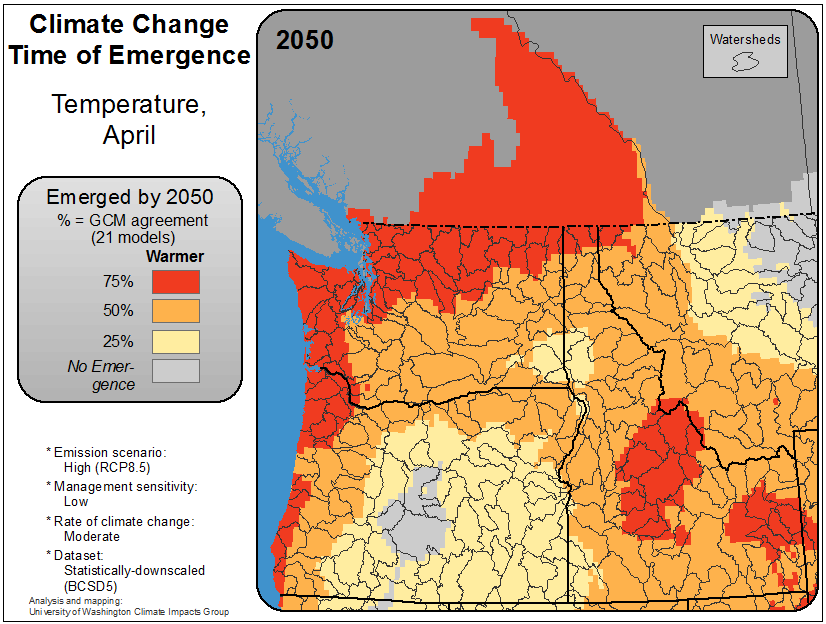 Climate Change
Time of Emergence
Temperature,
April
Emerged by 2050
% = GCM agreement
(21 models)
Warmer
75%
50%
25%
No Emer-
gence
* Emission scenario:
High (RCP8.5)
* Management sensitivity:
Low
* Rate of climate change:
Moderate
* Dataset:
Statistically-downscaled
(BCSD5)
Analysis and mapping:
University of Washington Climate Impacts Group
2050
Watersheds